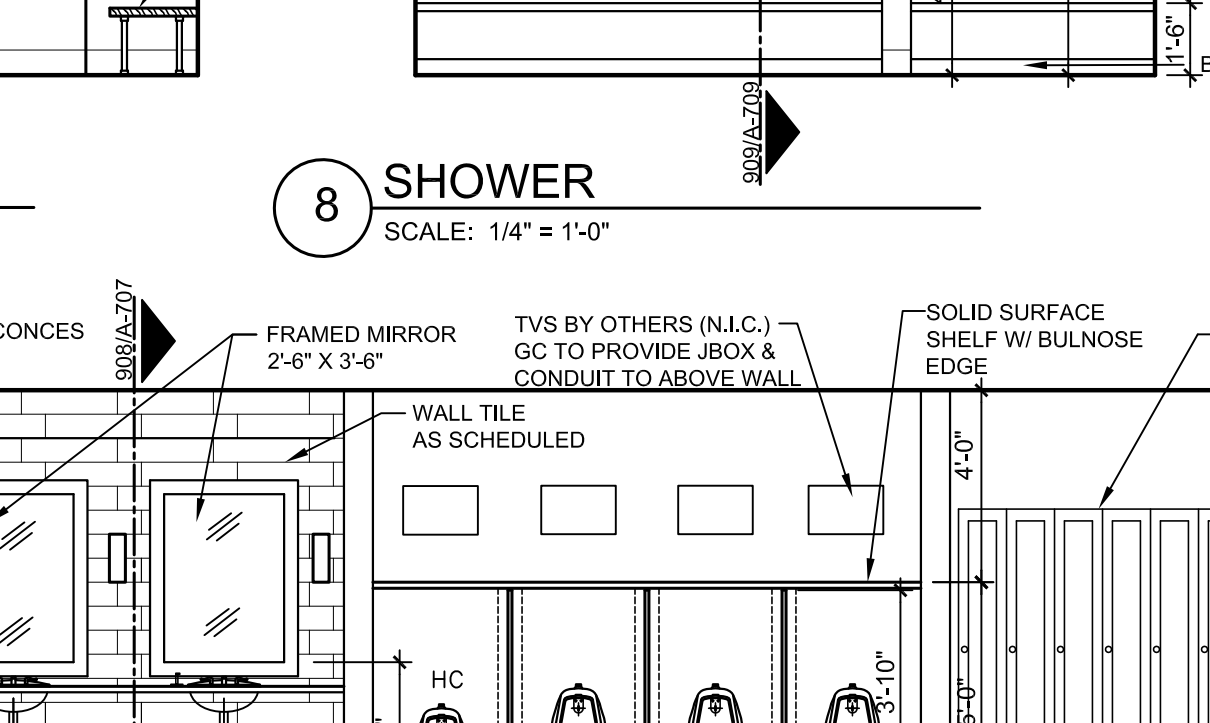 1'-6"
909/A-709
8
SHOWER
SCALE: 1/4" = 1'-0"
908/A-707
FRAMED MIRROR
2'-6" X 3'-6"
TVS BY OTHERS (N.I.C.)
GC TO PROVIDE JBOX &
CONDUIT TO ABOVE WALL
SOLID SURFACE
SHELF W/ BULNOSE
EDGE
CONCES
WALL TILE
AS SCHEDULED
4'-0"
HC
3'-10"